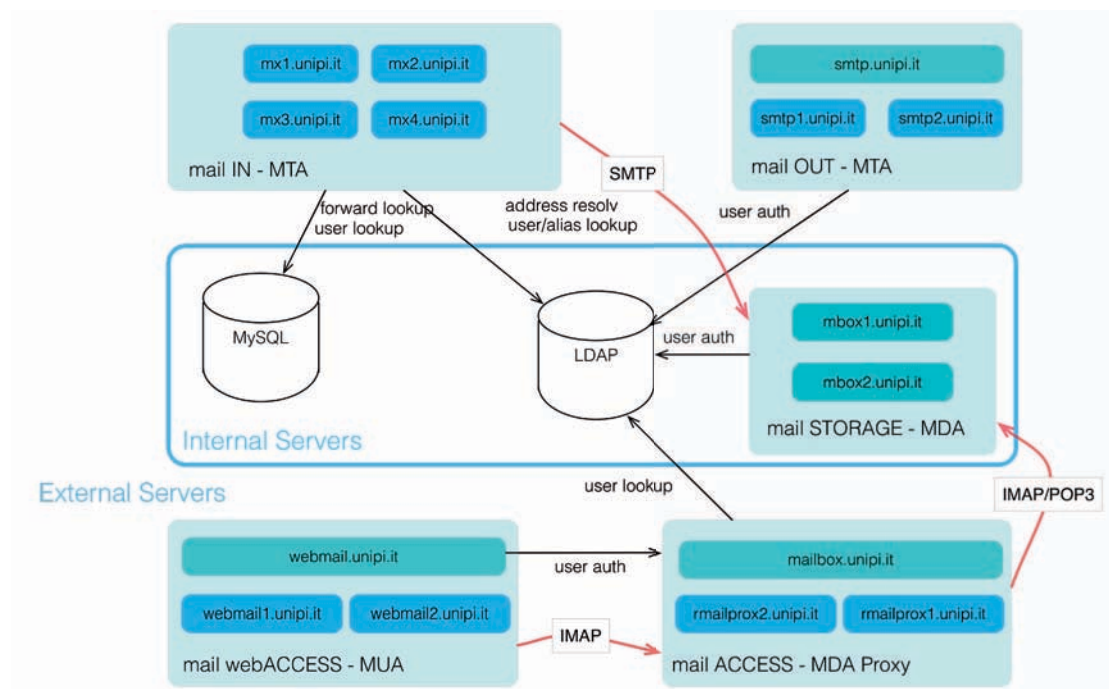 mx1.unipi.it
mx2.unipi.it
mx3.unipi.it
mx4.unipi.it
mail IN - MTA
smtp.unipi.it
smtp1.unipi.it
smtp2.unipi.it
mail OUT - MTA
SMTP
forward lookup
user lookup
address resolv
user/alias lookup
user auth
MySQL
LDAP
user auth
mbox1.unipi.it
mbox2.unipi.it
mail STORAGE - MDA
Internal Servers
External Servers
user lookup
IMAP/POP3
webmail.unipi.it
webmail1.unipi.it
webmail2.unipi.it
mail webACCESS - MUA
user auth
IMAP
mailbox.unipi.it
rmailprox2.unipi.it
rmailprox1.unipi.it
mail ACCESS - MDA Proxy